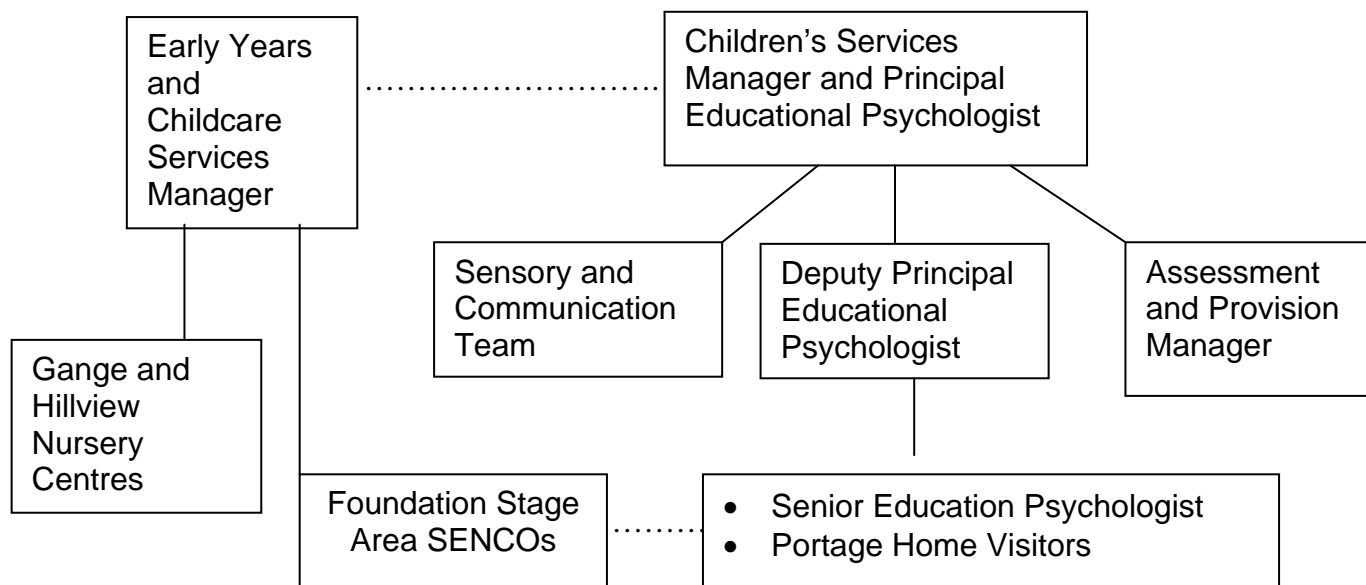 Early Years
and
Childcare
Services
Manager
Children’s Services
Manager and Principal
Educational Psychologist
Sensory and
Communication
Team
Deputy Principal
Educational
Psychologist
Assessment
and Provision
Manager
Gange and
Hillview
Nursery
Centres
Foundation Stage
Area SENCOs
• Senior Education Psychologist
• Portage Home Visitors